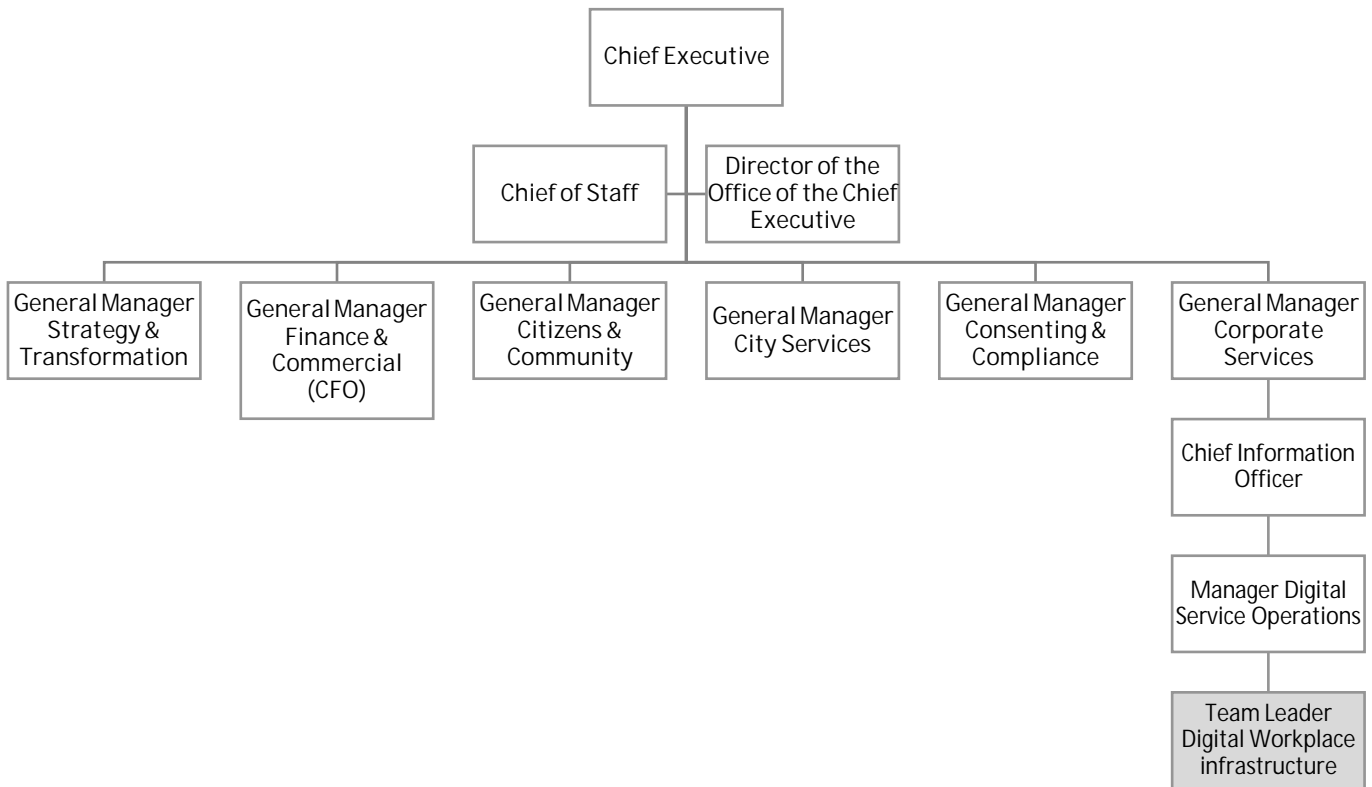 Chief Executive
Chief of Staff
Director of the
Office of the Chief
Executive
General Manager
Strategy &
Transformation
General Manager
Finance &
Commercial
(CFO)
General Manager
Citizens &
Community
General Manager
City Services
General Manager
Consenting &
Compliance
General Manager
Corporate
Services
Chief Information
Officer
Manager Digital
Service Operations
Team Leader
Digital Workplace
infrastructure